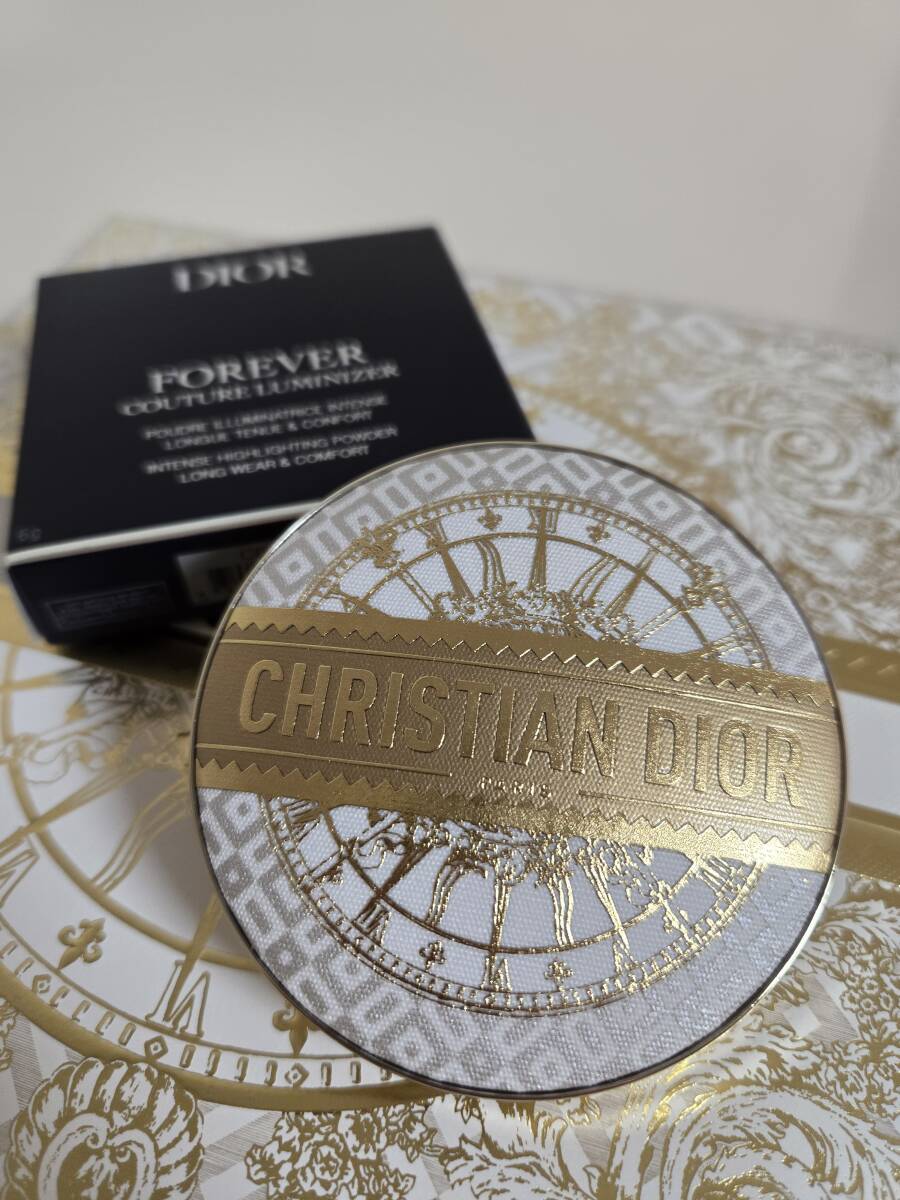 DIOR
FOREVER
COUTURE LUMINIZER
POUDRE ILLUMINATRICE INTENSE
LONGUE TENUE & CONFORT
INTENSE HIGHLIGHTING POWDER
LONG WEAR & COMFORT
6g
CHRISTIAN DIOR
PARIS